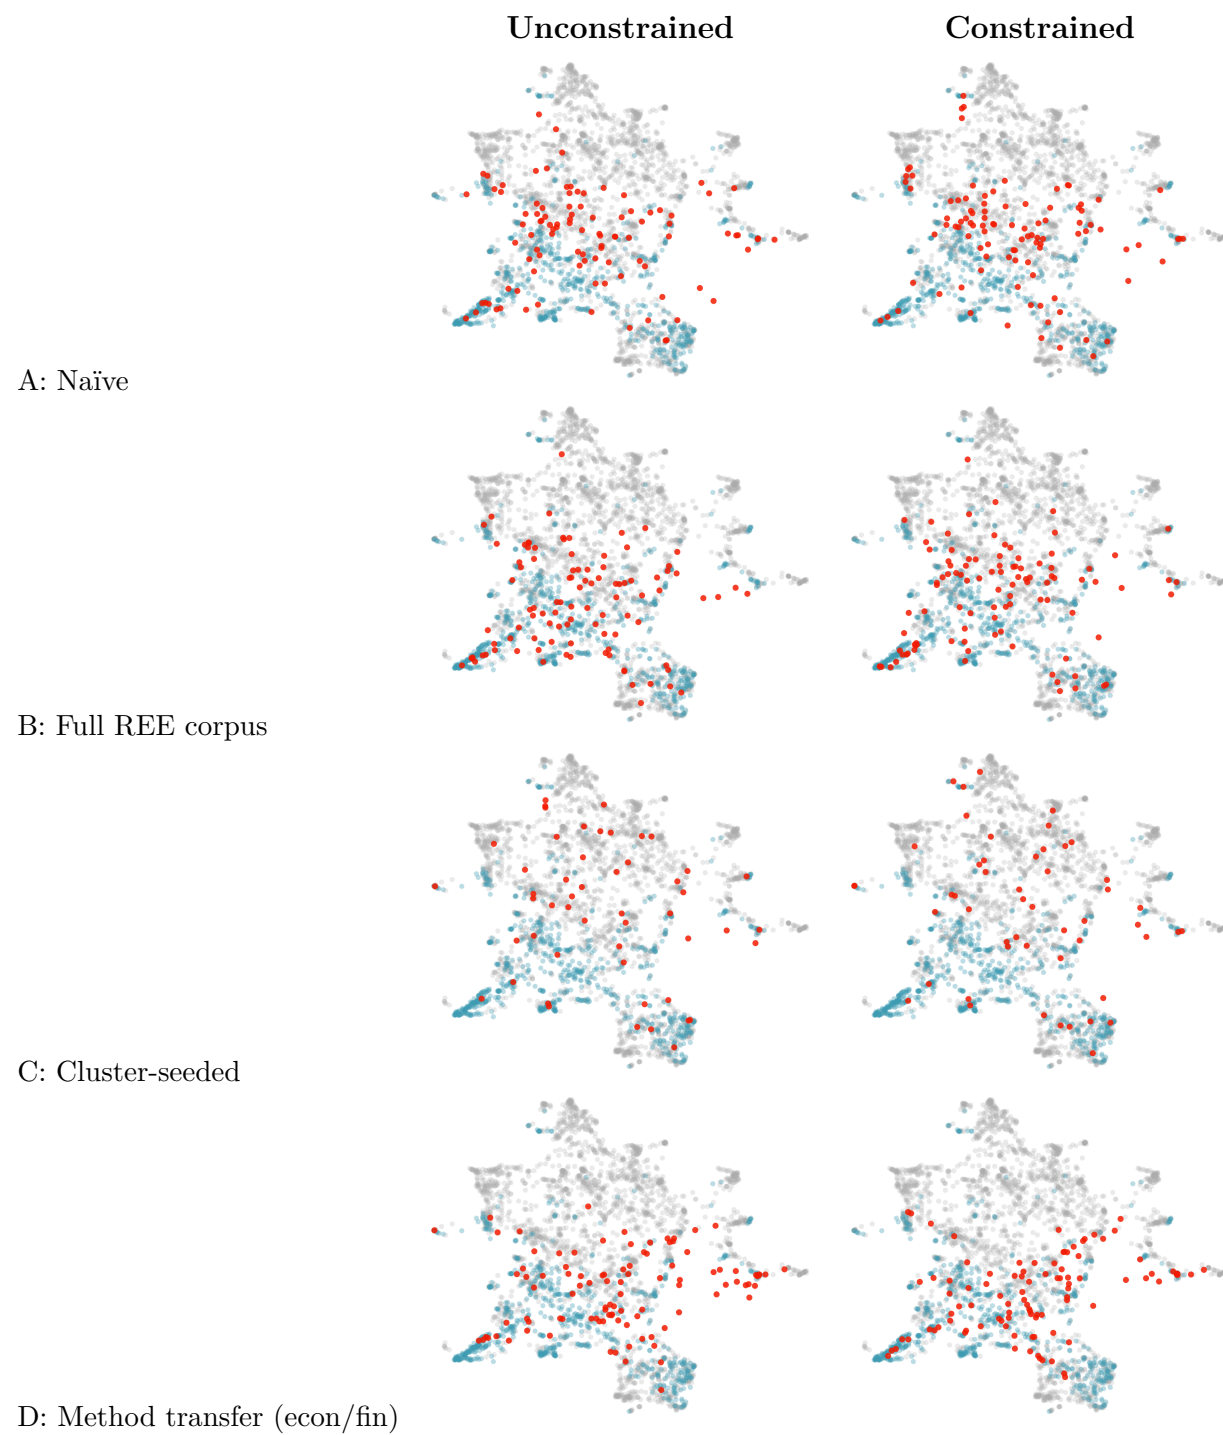 Unconstrained Constrained
A: Naïve
B: Full REE corpus
C: Cluster-seeded
D: Method transfer (econ/fin)